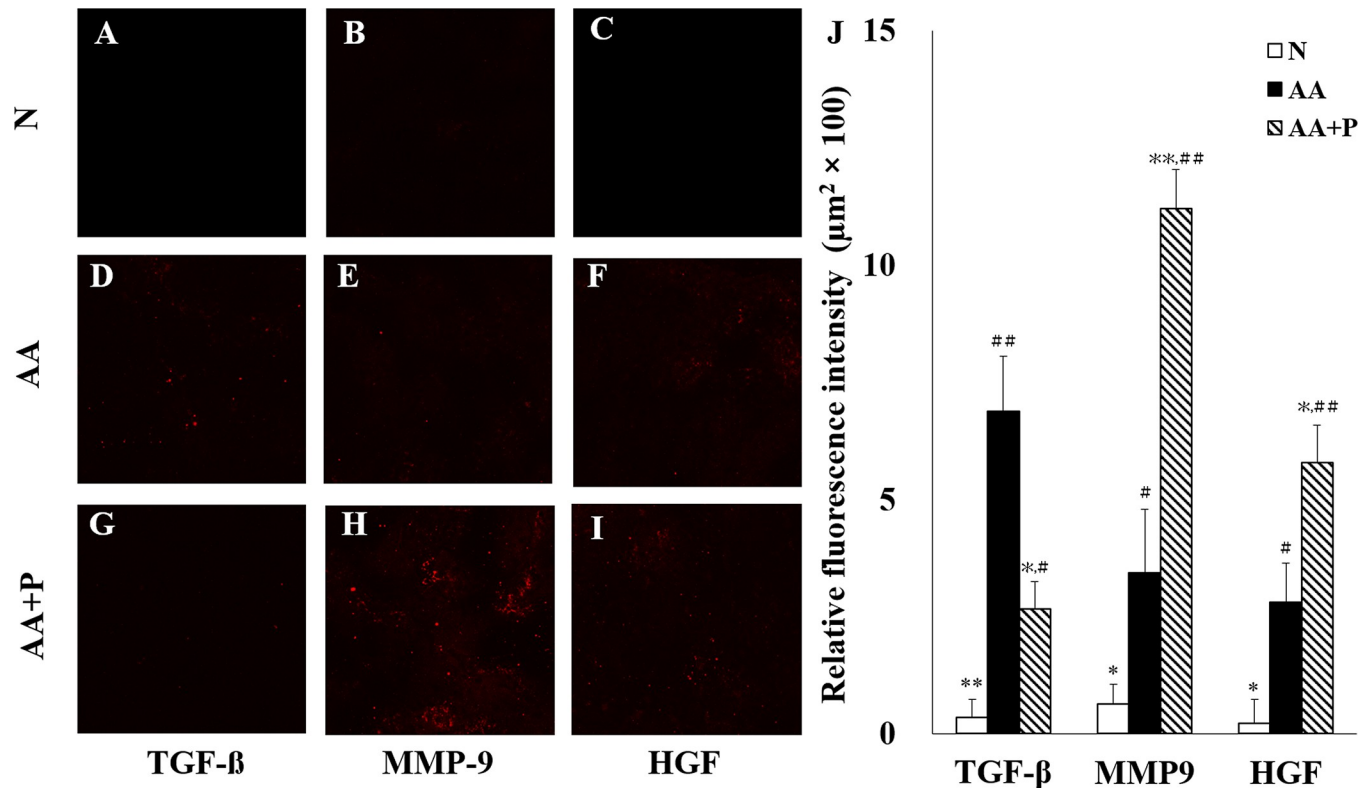 A
B
C
N
D
E
F
AA
G
H
I
AA+P
TGF-ß
MMP-9
HGF
J
Relative fluorescence intensity (µm² × 100)
15
10
5
0
N
AA
AA+P
**
##
*,#
*
#
**,##
*
#
*,##
TGF-β
MMP9
HGF